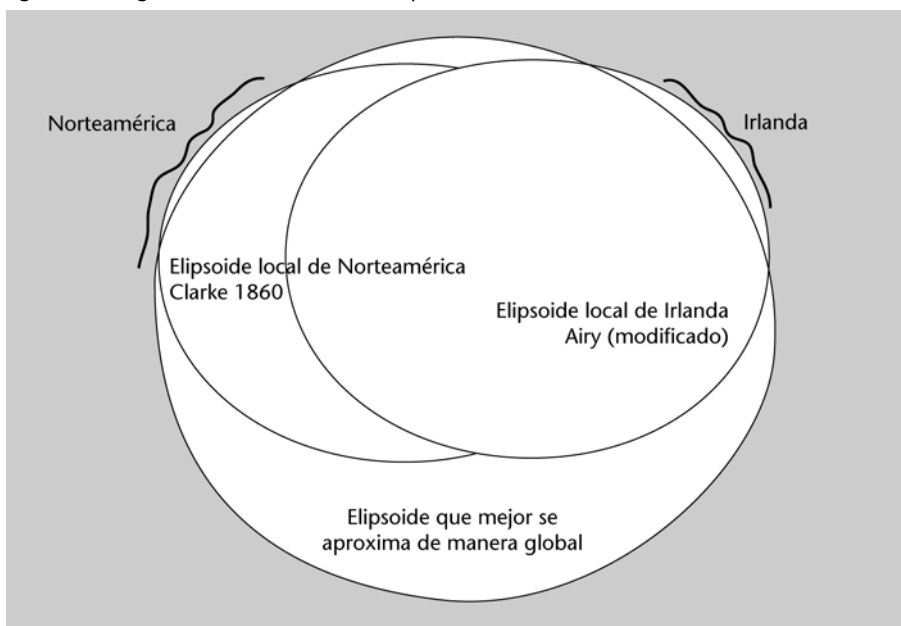 Norteamérica
Irlanda
Elipsoide local de Norteamérica
Clarke 1860
Elipsoide local de Irlanda
Airy (modificado)
Elipsoide que mejor se
aproxima de manera global